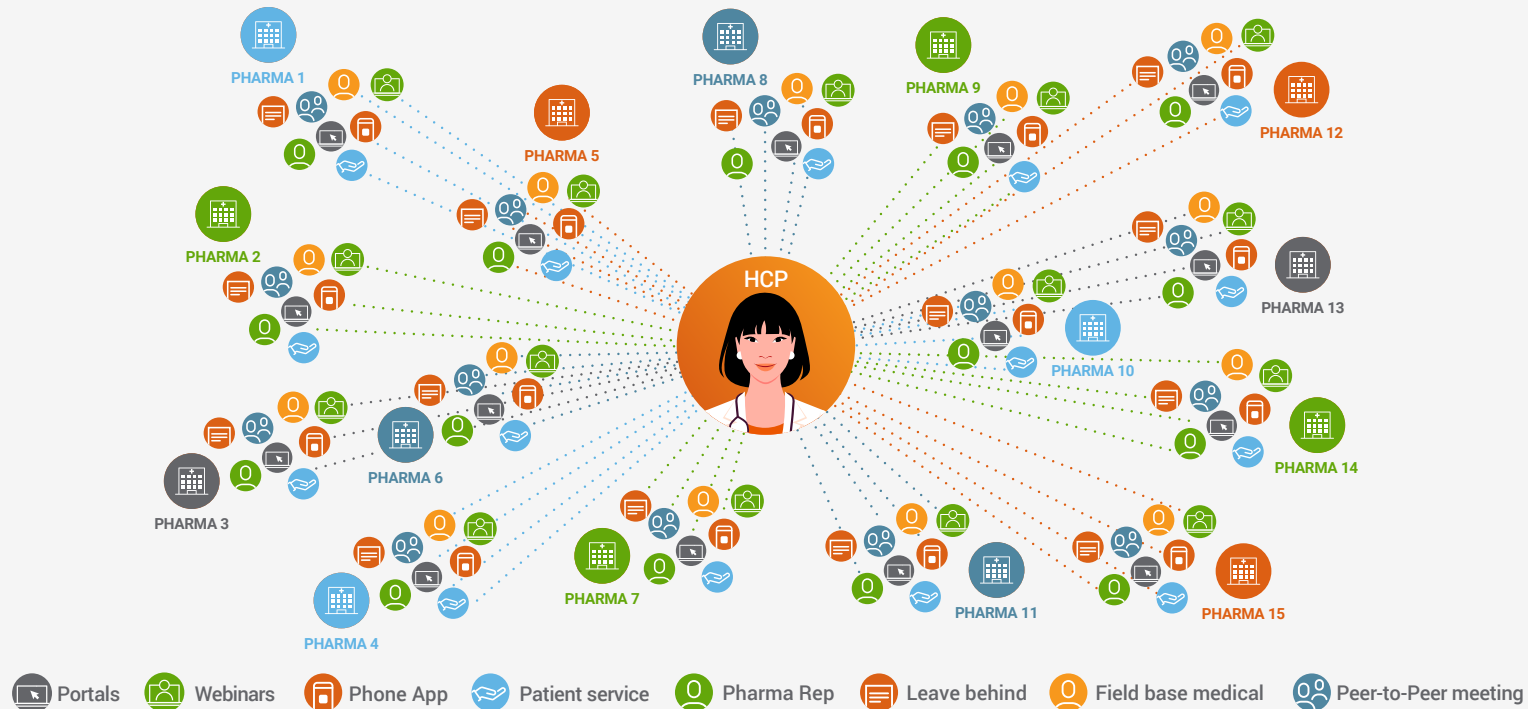 PHARMA 1
PHARMA 8
PHARMA 9
PHARMA 12
PHARMA 5
PHARMA 2
HCP
PHARMA 13
PHARMA 10
PHARMA 6
PHARMA 14
PHARMA 3
PHARMA 7
PHARMA 11
PHARMA 15
PHARMA 4
Portals
Webinars
Phone App
Patient service
Pharma Rep
Leave behind
Field base medical
Peer-to-Peer meeting